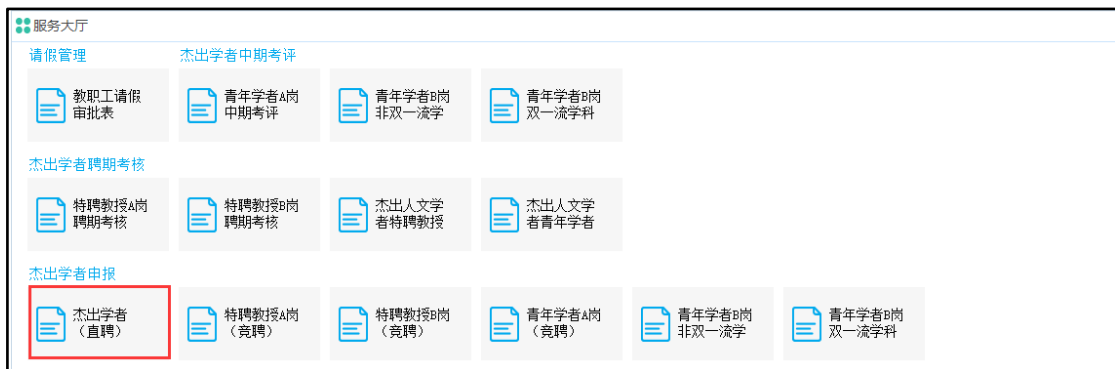 服务大厅
请假管理
杰出学者中期考评
教职工请假
审批表
青年学者A岗
中期考评
青年学者B岗
非双一流学
青年学者B岗
双一流学科
杰出学者聘期考核
特聘教授A岗
聘期考核
特聘教授B岗
聘期考核
杰出人文学
者特聘教授
杰出人文学
者青年学者
杰出学者申报
杰出学者
（直聘）
特聘教授A岗
（竞聘）
特聘教授B岗
（竞聘）
青年学者A岗
（竞聘）
青年学者B岗
非双一流学
青年学者B岗
双一流学科